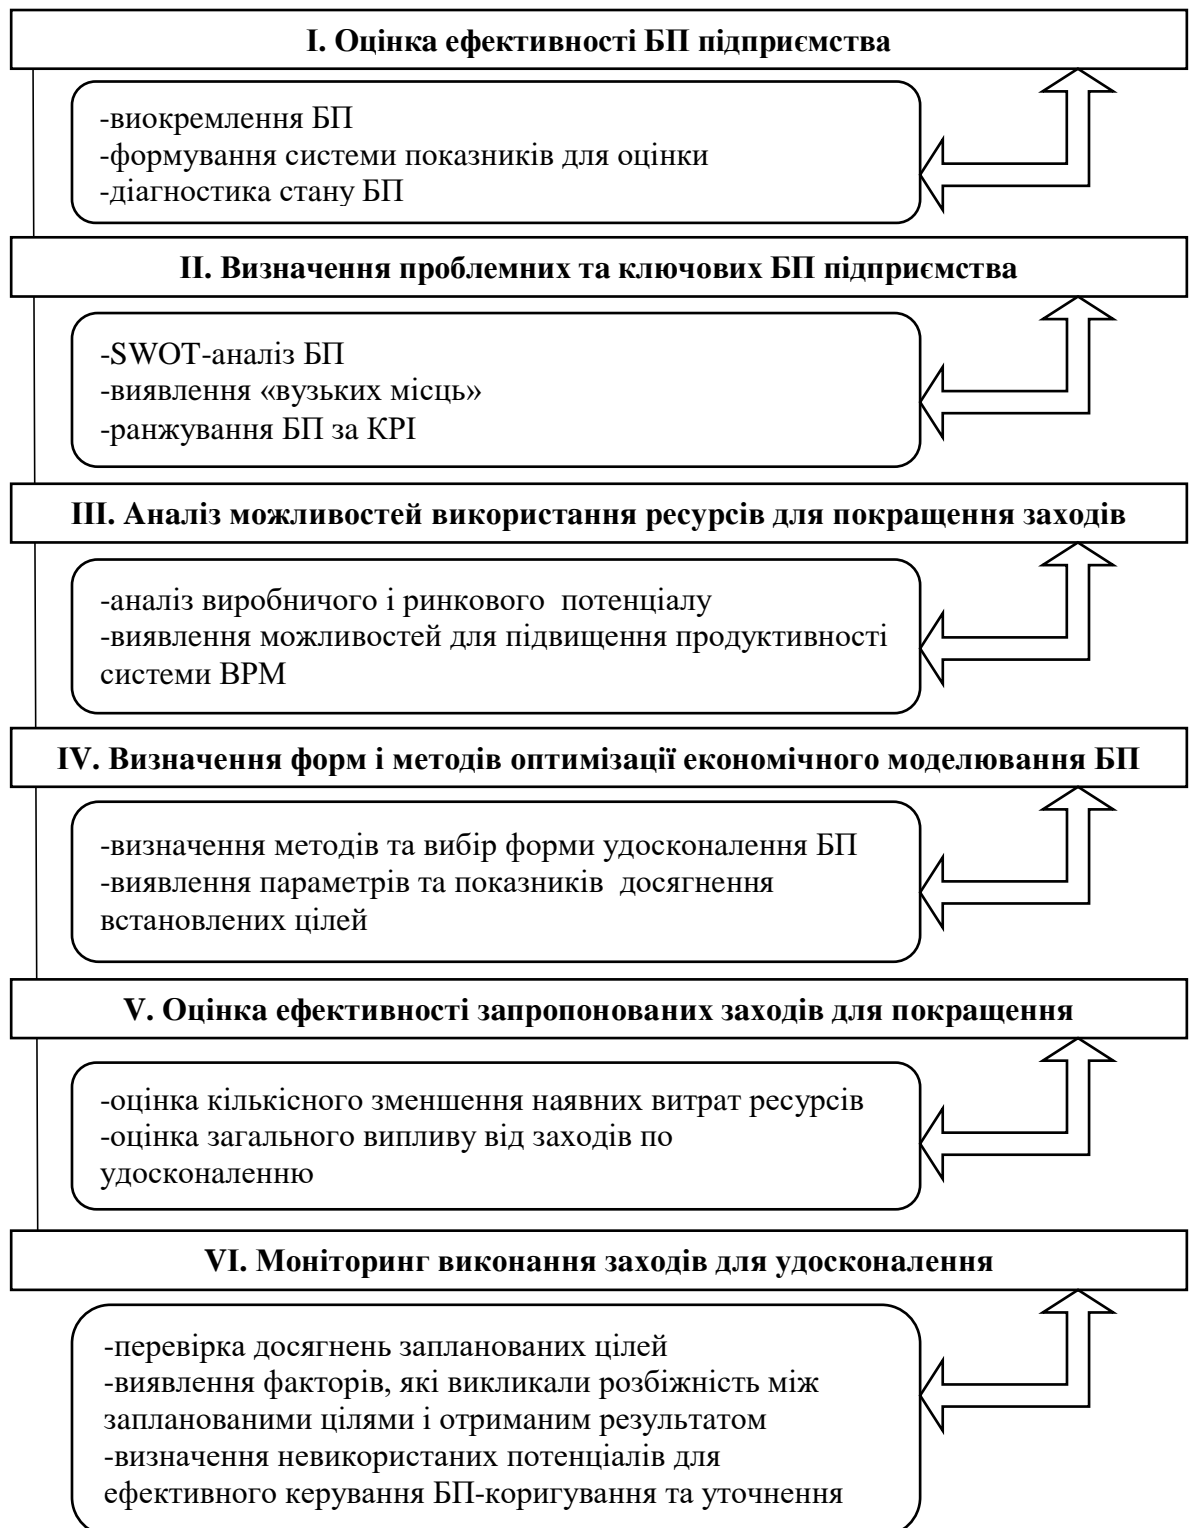 I. Оцінка ефективності БП підприємства
-виокремлення БП
-формування системи показників для оцінки
-діагностика стану БП
II. Визначення проблемних та ключових БП підприємства
-SWOT-аналіз БП
-виявлення «вузьких місць»
-ранжування БП за KPI
III. Аналіз можливостей використання ресурсів для покращення заходів
-аналіз виробничого і ринкового потенціалу
-виявлення можливостей для підвищення продуктивності
системи BPM
IV. Визначення форм і методів оптимізації економічного моделювання БП
-визначення методів та вибір форми удосконалення БП
-виявлення параметрів та показників досягнення
встановлених цілей
V. Оцінка ефективності запропонованих заходів для покращення
-оцінка кількісного зменшення наявних витрат ресурсів
-оцінка загального випливу від заходів по
удосконаленню
VI. Моніторинг виконання заходів для удосконалення
-перевірка досягнень запланованих цілей
-виявлення факторів, які викликали розбіжність між
запланованими цілями і отриманим результатом
-визначення невикористаних потенціалів для
ефективного керування БП-коригування та уточнення